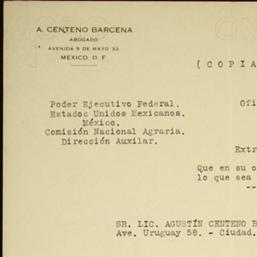 A. CENTENO BARCENA
ABOGADO
AVENIDA 5 DE MAYO 32.
MEXICO, D. F.
( C O P I A
Poder Ejecutivo Federal. Ofi
Estados Unidos Mexicanos.
México.
Comisión Nacional Agraria.
Dirección Auxilar.
Extr
Que en su o
lo que sea
--
SR. LIC. AGUSTÍN CENTENO B
Ave. Uruguay 58. - Ciudad.